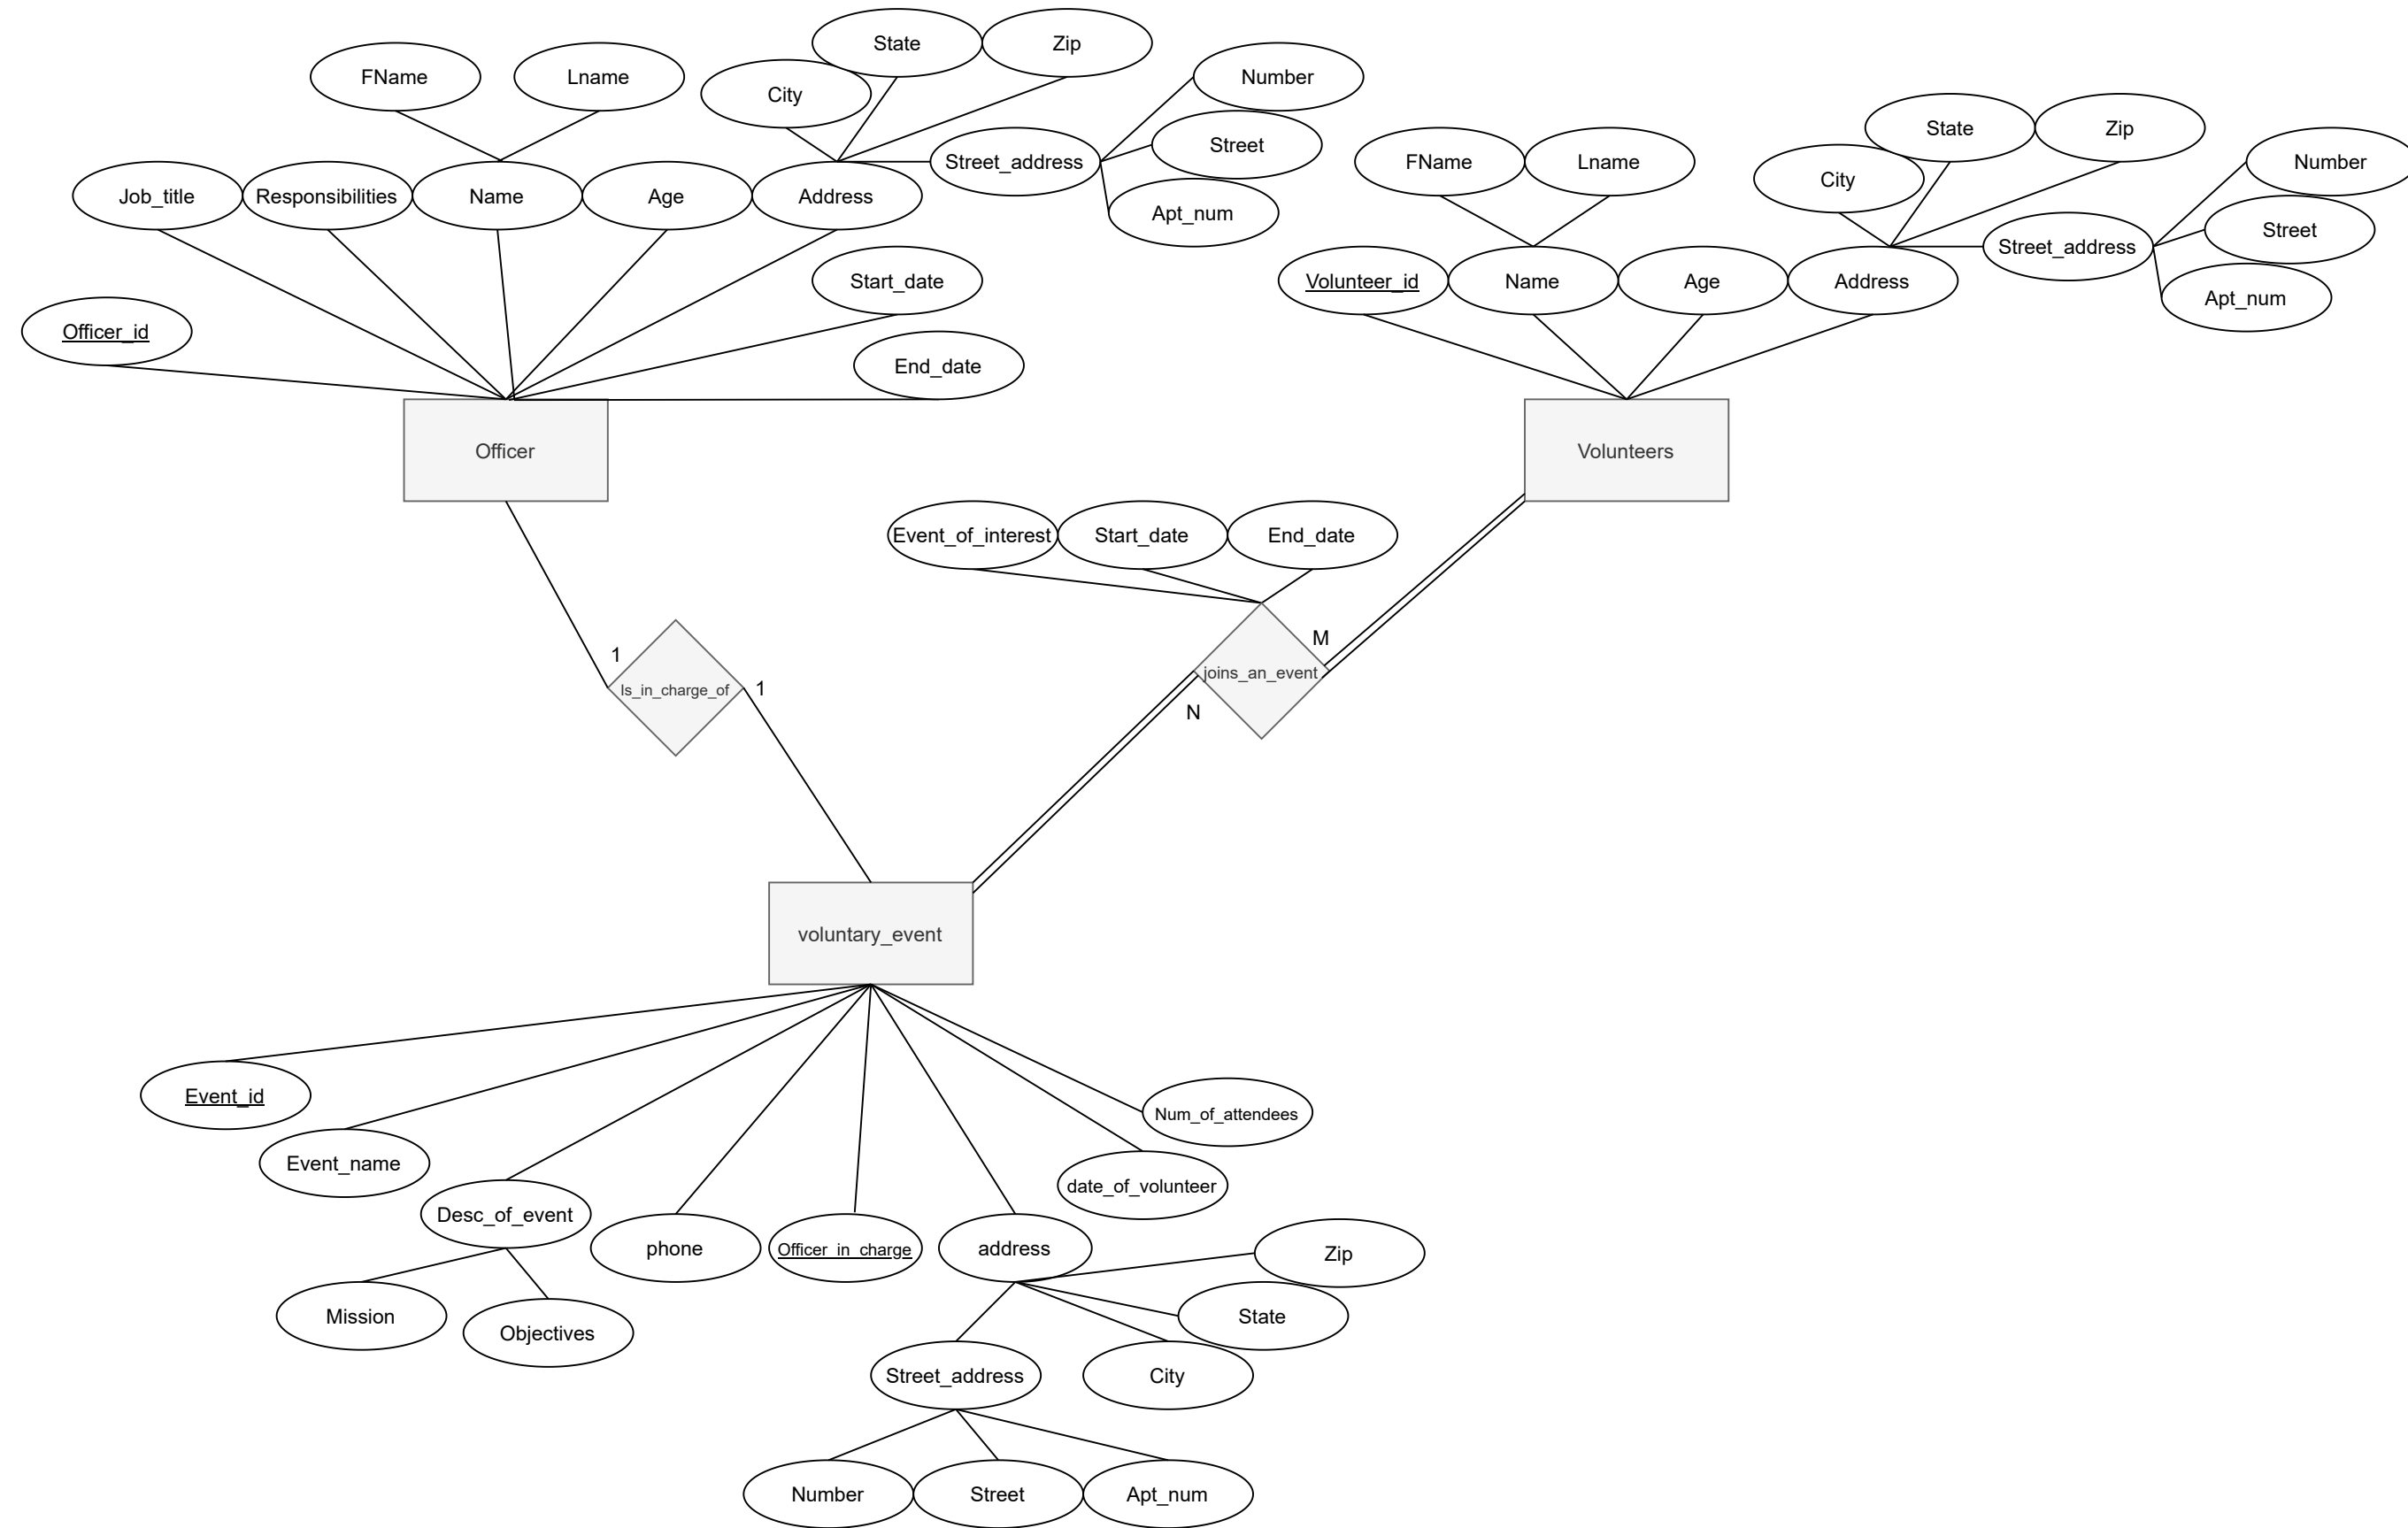 State
Zip
FName
Lname
City
Number
Street
Street_address
Apt_num
Job_title
Responsibilities
Name
Age
Address
Start_date
Officer_id
End_date
Officer
State
Zip
FName
Lname
City
Number
Street
Street_address
Apt_num
Volunteer_id
Name
Age
Address
Volunteers
Event_of_interest
Start_date
End_date
1
Is_in_charge_of
1
M
joins_an_event
N
voluntary_event
Event_id
Event_name
Desc_of_event
phone
Officer_in_charge
address
date_of_volunteer
Num_of_attendees
Mission
Objectives
Zip
State
City
Street_address
Number
Street
Apt_num